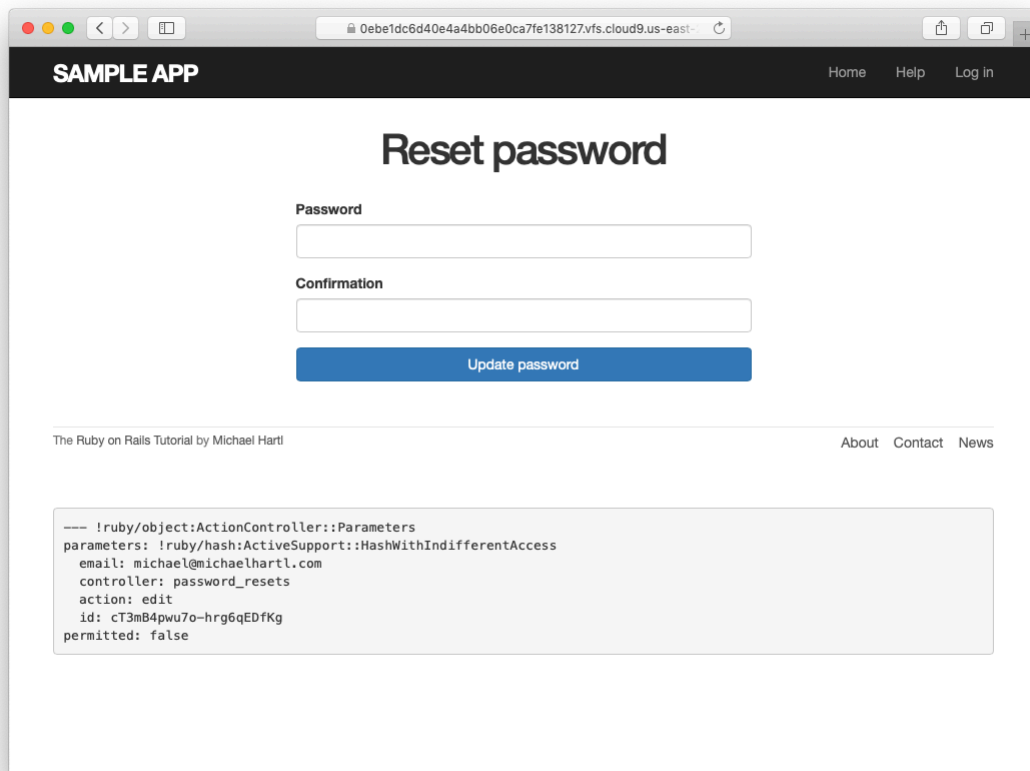 0ebe1dc6d40e4a4bb06e0ca7fe138127.vfs.cloud9.us-east-
SAMPLE APP
Home Help Log in
Reset password
Password
Confirmation
Update password
The Ruby on Rails Tutorial by Michael Hartl
About Contact News
--- !ruby/object:ActionController::Parameters
parameters: !ruby/hash:ActiveSupport::HashWithIndifferentAccess
  email: michael@michaelhartl.com
  controller: password_resets
  action: edit
  id: cT3mB4pwu7o-hrg6qEDfKg
permitted: false